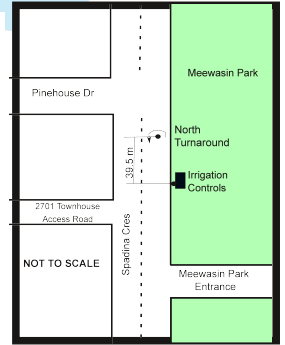 Meewasin Park
Pinehouse Dr
North
Turnaround
39.5 m
Irrigation
Controls
2701 Townhouse
Access Road
Spadina Cres
NOT TO SCALE
Meewasin Park
Entrance